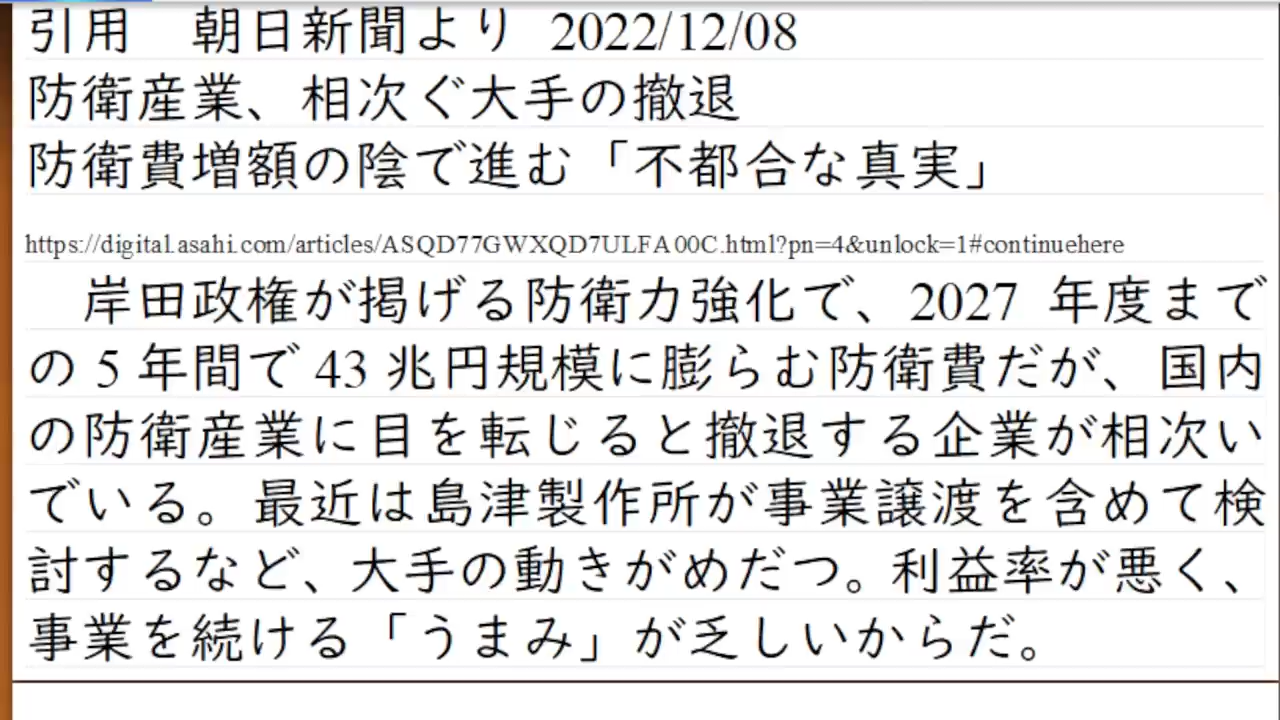 引用　朝日新聞より 2022/12/08
防衛産業、相次ぐ大手の撤退
防衛費増額の陰で進む「不都合な真実」
https://digital.asahi.com/articles/ASQD77GWXQD7ULFA00C.html?pn=4&unlock=1#continuehere
　岸田政権が掲げる防衛力強化で、2027 年度まで
の 5 年間で 43 兆円規模に膨らむ防衛費だが、国内
の防衛産業に目を転じると撤退する企業が相次い
でいる。最近は島津製作所が事業譲渡を含めて検
討するなど、大手の動きがめだつ。利益率が悪く、
事業を続ける「うまみ」が乏しいからだ。